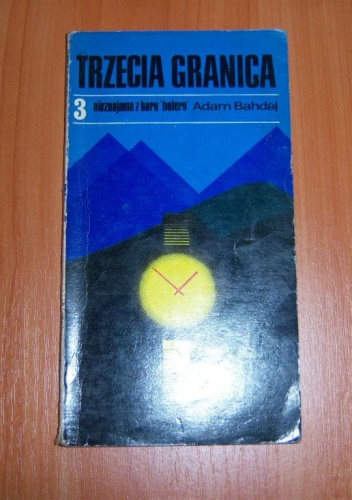 TRZECIA GRANICA
3 nieznajoma z baru "bolero" Adam Bahdaj